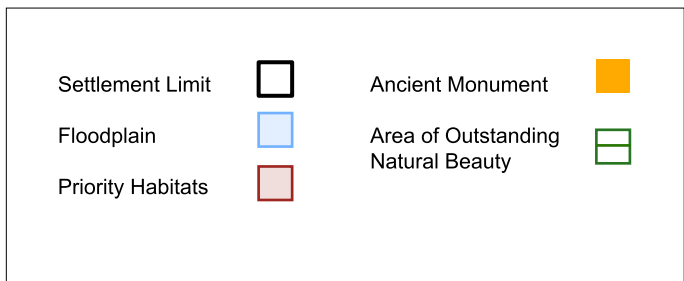 Settlement Limit
Floodplain
Priority Habitats
Ancient Monument
Area of Outstanding
Natural Beauty